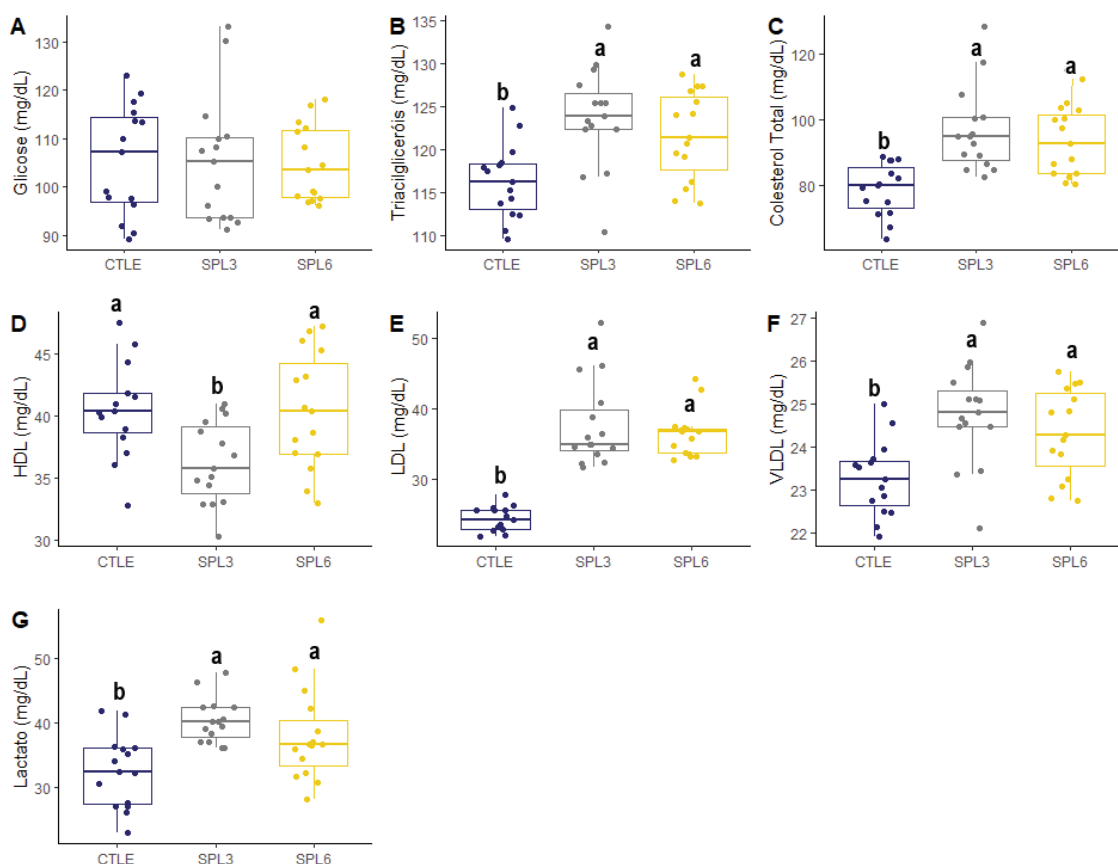 A
Glicose (mg/dL)
130
120
110
100
90
CTLE SPL3 SPL6
B
Triacilgliceróis (mg/dL)
135
130
125
120
115
110
b a a
CTLE SPL3 SPL6
C
Colesterol Total (mg/dL)
120
100
80
b a a
CTLE SPL3 SPL6
D
HDL (mg/dL)
45
40
35
30
a b a
CTLE SPL3 SPL6
E
LDL (mg/dL)
50
40
30
b a a
CTLE SPL3 SPL6
F
VLDL (mg/dL)
27
26
25
24
23
22
b a a
CTLE SPL3 SPL6
G
Lactato (mg/dL)
50
40
30
b a a
CTLE SPL3 SPL6